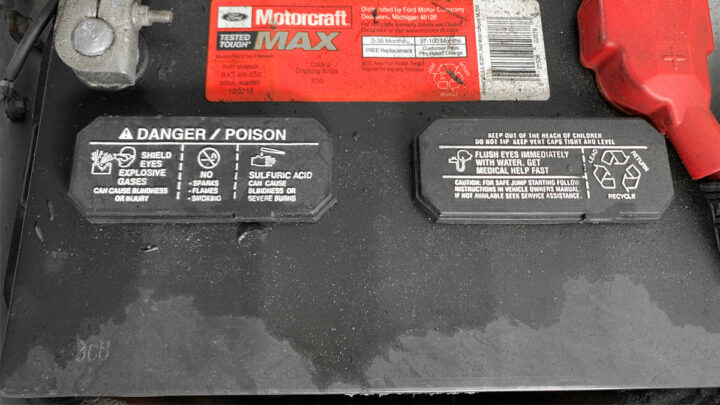 Ford
Motorcraft
TESTED TOUGH MAX
PART NUMBER
BXT-65-850
SERIAL NUMBER
120215
Cold
Cranking Amps
850
Distributed by Ford Motor Company
Dearborn, Michigan 48126
0-36 Months
37-100 Months
FREE Replacement
Customer Pays
Pro-Rated Charge
RECYCLE
DANGER / POISON
SHIELD
EYES
EXPLOSIVE
GASES
CAN CAUSE BLINDNESS
OR INJURY
NO
-SPARKS
-FLAMES
-SMOKING
SULFURIC ACID
CAN CAUSE
BLINDNESS OR
SEVERE BURNS
KEEP OUT OF THE REACH OF CHILDREN
DO NOT TIP. KEEP VENT CAPS TIGHT AND LEVEL
FLUSH EYES IMMEDIATELY
WITH WATER, GET
MEDICAL HELP FAST
CAUTION: FOR SAFE JUMP STARTING FOLLOW
INSTRUCTIONS IN VEHICLE OWNERS MANUAL.
IF NOT AVAILABLE SEEK SERVICE ASSISTANCE.
LEAD
RETURN
RECYCLE
+